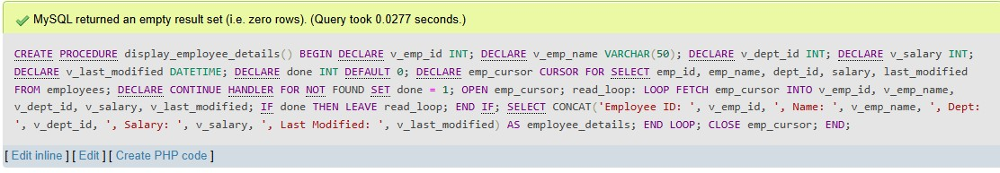 MySQL returned an empty result set (i.e. zero rows). (Query took 0.0277 seconds.)
CREATE PROCEDURE display_employee_details() BEGIN DECLARE v_emp_id INT; DECLARE v_emp_name VARCHAR(50); DECLARE v_dept_id INT; DECLARE v_salary INT;
DECLARE v_last_modified DATETIME; DECLARE done INT DEFAULT 0; DECLARE emp_cursor CURSOR FOR SELECT emp_id, emp_name, dept_id, salary, last_modified
FROM employees; DECLARE CONTINUE HANDLER FOR NOT FOUND SET done = 1; OPEN emp_cursor; read_loop: LOOP FETCH emp_cursor INTO v_emp_id, v_emp_name,
v_dept_id, v_salary, v_last_modified; IF done THEN LEAVE read_loop; END IF; SELECT CONCAT('Employee ID: ', v_emp_id, ', Name: ', v_emp_name, ', Dept:
', v_dept_id, ', Salary: ', v_salary, ', Last Modified: ', v_last_modified) AS employee_details; END LOOP; CLOSE emp_cursor; END;
[ Edit inline ] [ Edit ] [ Create PHP code ]